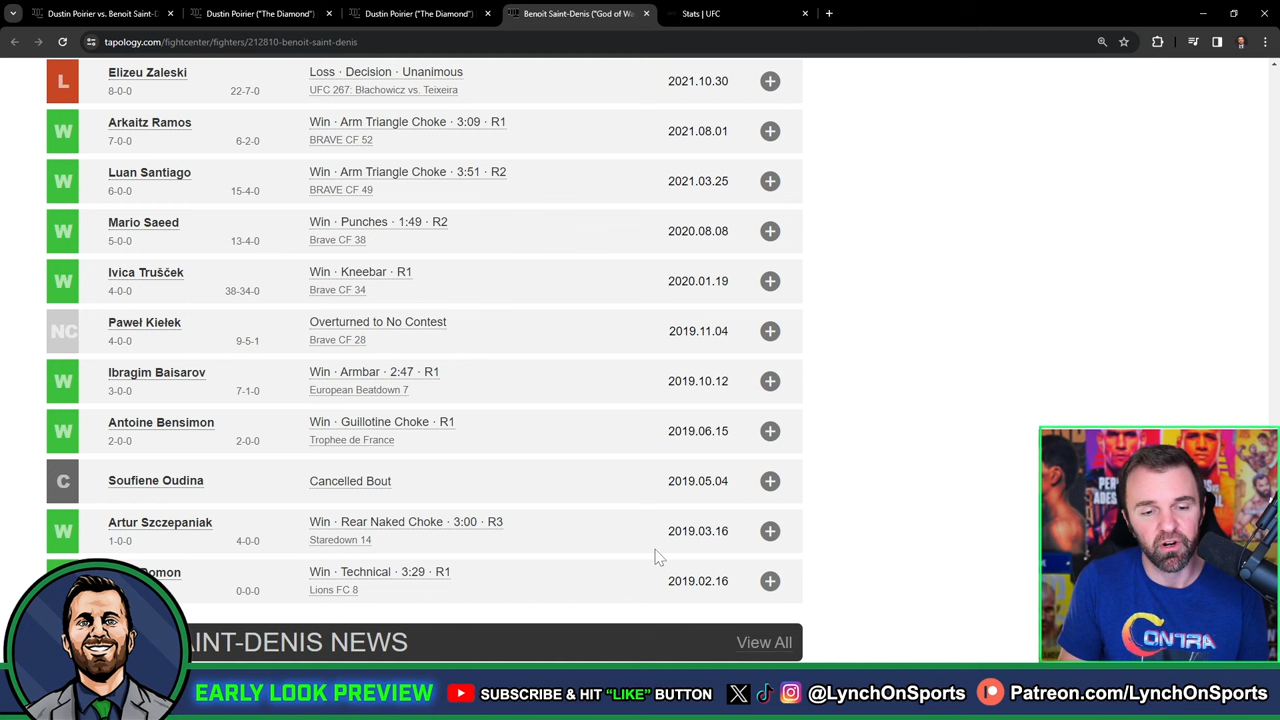 Dustin Poirier vs. Benoit Saint-D
Dustin Poirier ("The Diamond")
Dustin Poirier ("The Diamond")
Benoit Saint-Denis ("God of Wa
Stats | UFC
tapology.com/fightcenter/fighters/212810-benoit-saint-denis
L
Elizeu Zaleski
Loss · Decision · Unanimous
2021.10.30
8-0-0
22-7-0
UFC 267: Błachowicz vs. Teixeira
W
Arkaitz Ramos
Win · Arm Triangle Choke · 3:09 · R1
2021.08.01
7-0-0
6-2-0
BRAVE CF 52
W
Luan Santiago
Win · Arm Triangle Choke · 3:51 · R2
2021.03.25
6-0-0
15-4-0
BRAVE CF 49
W
Mario Saeed
Win · Punches · 1:49 · R2
2020.08.08
5-0-0
13-4-0
Brave CF 38
W
Ivica Trušček
Win · Kneebar · R1
2020.01.19
4-0-0
38-34-0
Brave CF 34
NC
Paweł Kiełek
Overturned to No Contest
2019.11.04
4-0-0
9-5-1
Brave CF 28
W
Ibragim Baisarov
Win · Armbar · 2:47 · R1
2019.10.12
3-0-0
7-1-0
European Beatdown 7
W
Antoine Bensimon
Win · Guillotine Choke · R1
2019.06.15
2-0-0
2-0-0
Trophee de France
C
Soufiene Oudina
Cancelled Bout
2019.05.04
W
Artur Szczepaniak
Win · Rear Naked Choke · 3:00 · R3
2019.03.16
1-0-0
4-0-0
Staredown 14
Domon
Win · Technical · 3:29 · R1
2019.02.16
0-0-0
Lions FC 8
AINT-DENIS NEWS
View All
CONTRA
EARLY LOOK PREVIEW
SUBSCRIBE & HIT “LIKE” BUTTON
@LynchOnSports
Patreon.com/LynchOnSports